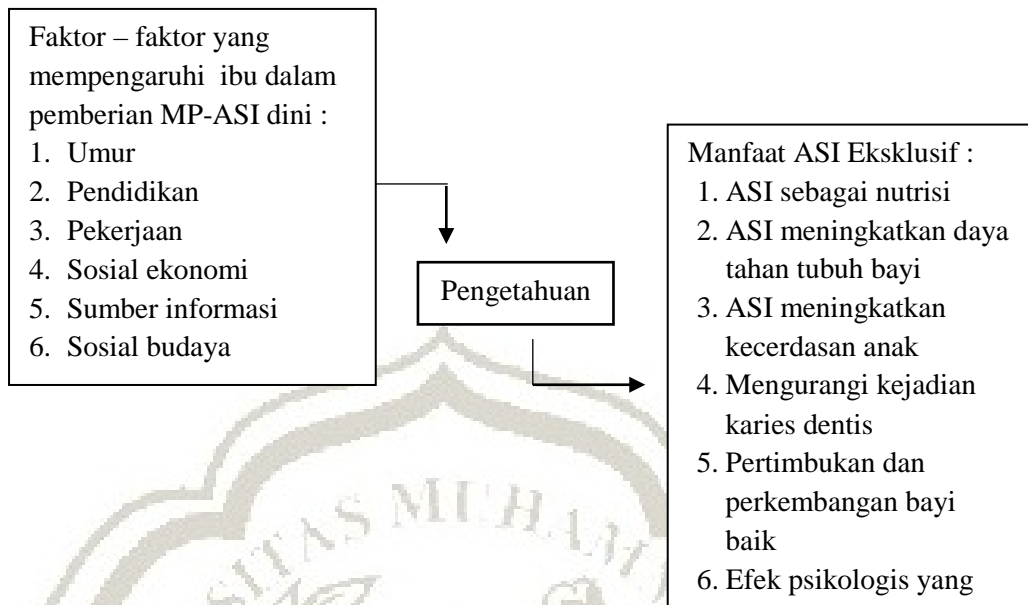 Faktor – faktor yang
mempengaruhi ibu dalam
pemberian MP-ASI dini :
1. Umur
2. Pendidikan
3. Pekerjaan
4. Sosial ekonomi
5. Sumber informasi
6. Sosial budaya
Pengetahuan
Manfaat ASI Eksklusif :
1. ASI sebagai nutrisi
2. ASI meningkatkan daya
tahan tubuh bayi
3. ASI meningkatkan
kecerdasan anak
4. Mengurangi kejadian
karies dentis
5. Pertimbukan dan
perkembangan bayi
baik
6. Efek psikologis yang
SITAS MUHAM